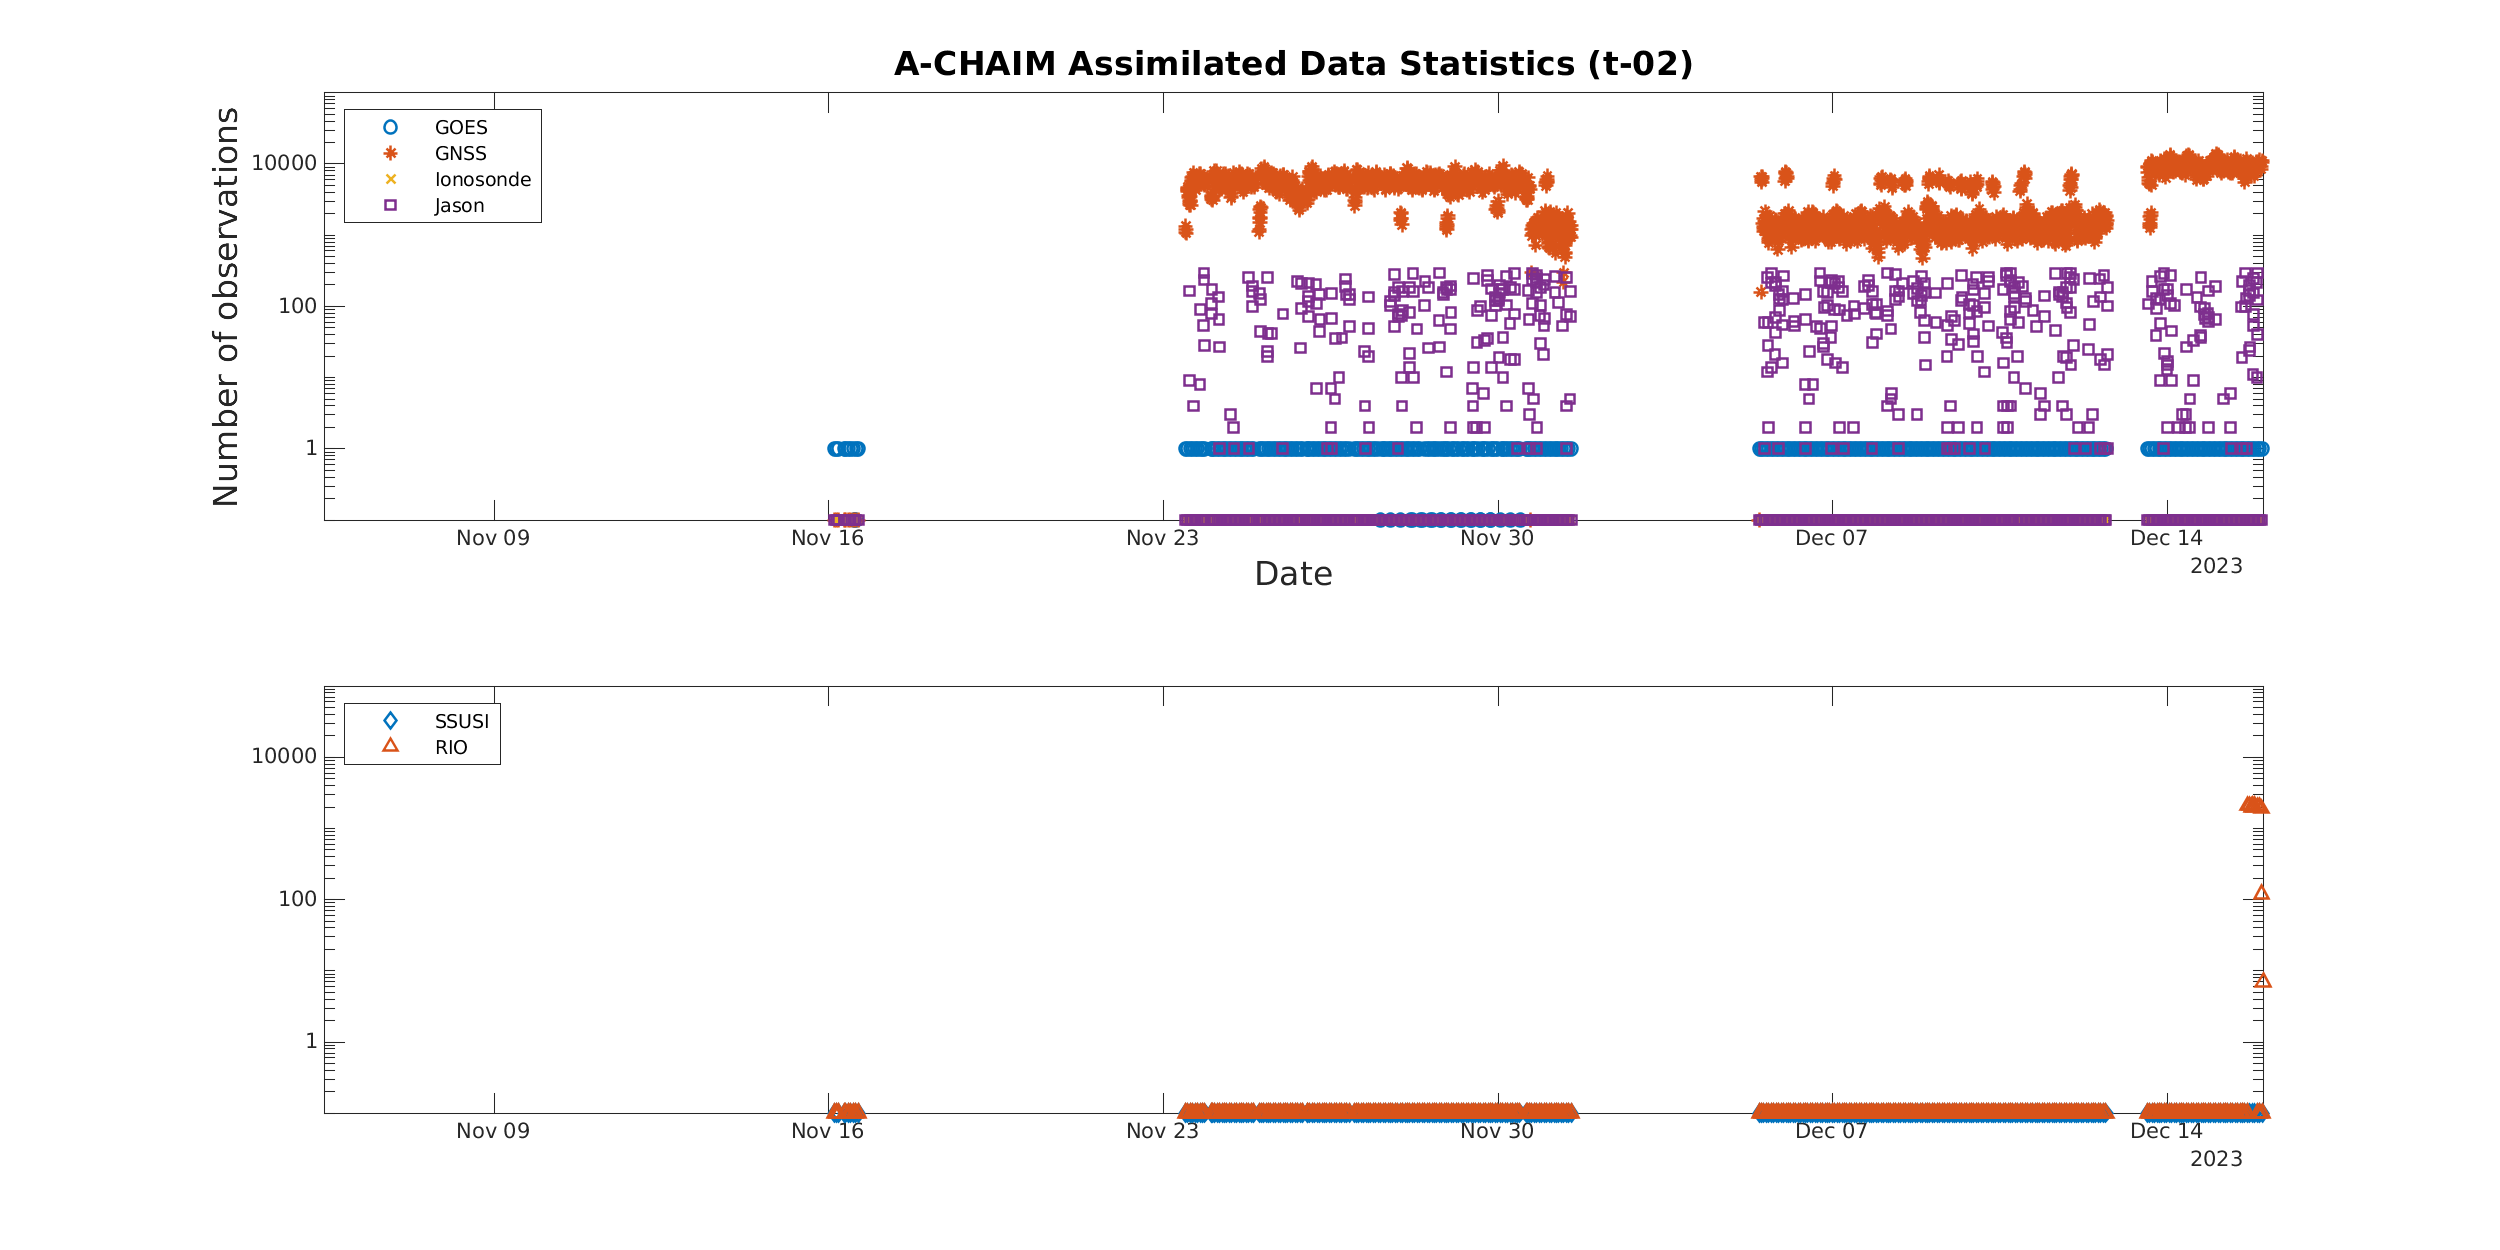 A-CHAIM Assimilated Data Statistics (t-02)
Number of observations
10000
100
1
GOES
GNSS
Ionosonde
Jason
Nov 09 Nov 16 Nov 23 Nov 30 Dec 07 Dec 14
2023
Date
10000
100
1
SSUSI
RIO
Nov 09 Nov 16 Nov 23 Nov 30 Dec 07 Dec 14
2023